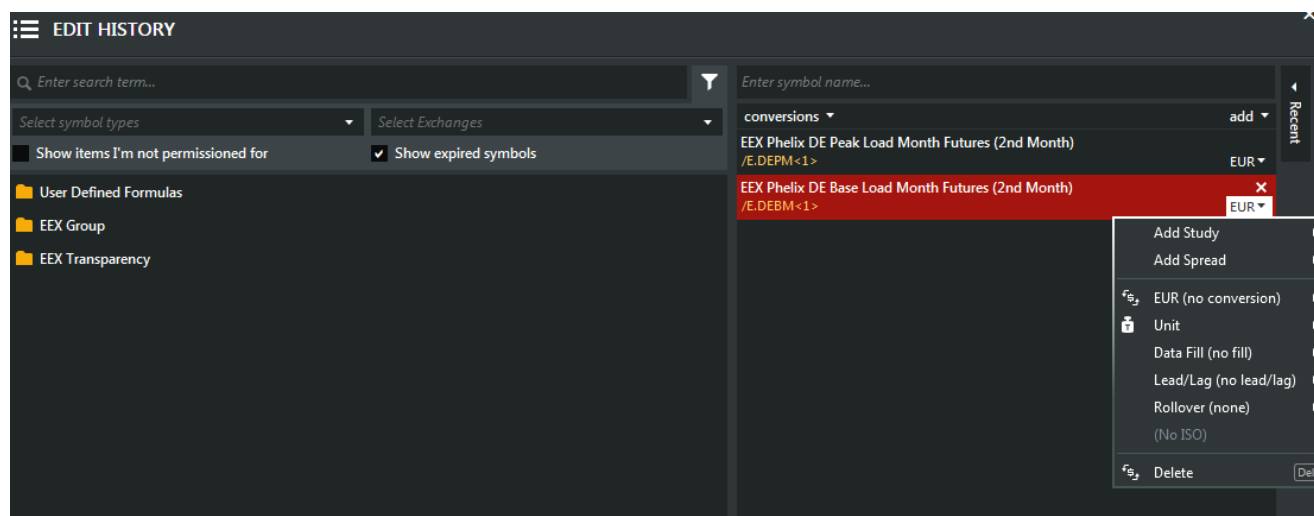 EDIT HISTORY
Enter search term...
Select symbol types
Select Exchanges
Show items I'm not permissioned for
Show expired symbols
User Defined Formulas
EEX Group
EEX Transparency
Enter symbol name...
conversions
add
EEX Phelix DE Peak Load Month Futures (2nd Month)
/E.DEPM<1>
EUR
EEX Phelix DE Base Load Month Futures (2nd Month)
/E.DEBM<1>
EUR
Add Study
Add Spread
EUR (no conversion)
Unit
Data Fill (no fill)
Lead/Lag (no lead/lag)
Rollover (none)
(No ISO)
Delete
Del
Recent